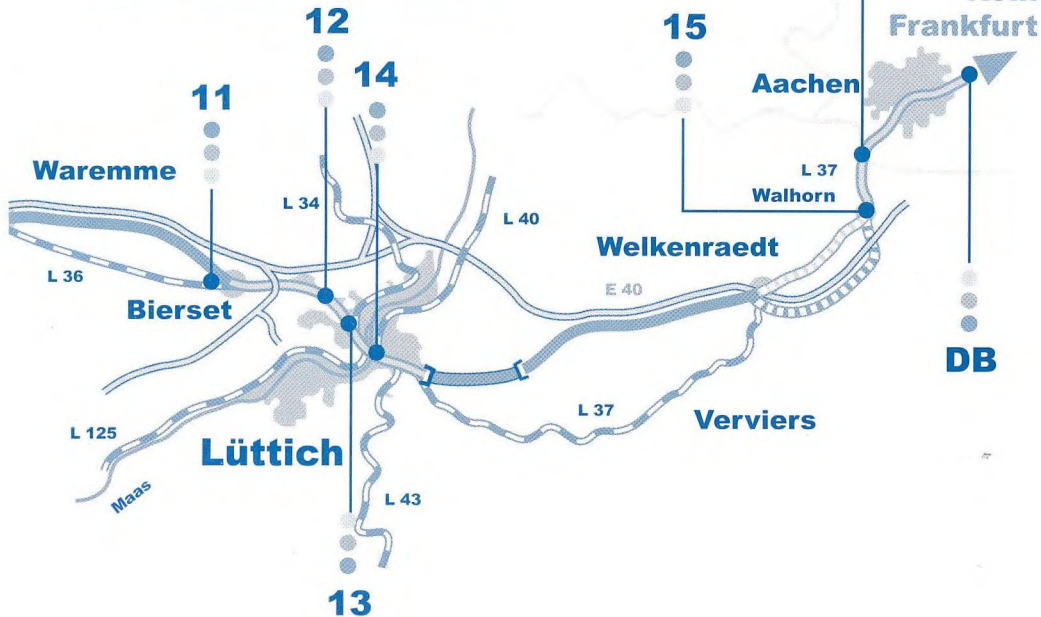 Frankfurt
12
15
14
Aachen
11
Waremme
L 37
L 34
Walhorn
L 40
Welkenraedt
L 36
E 40
Bierset
DB
L 37
Verviers
L 125
Lüttich
Maas
L 43
13